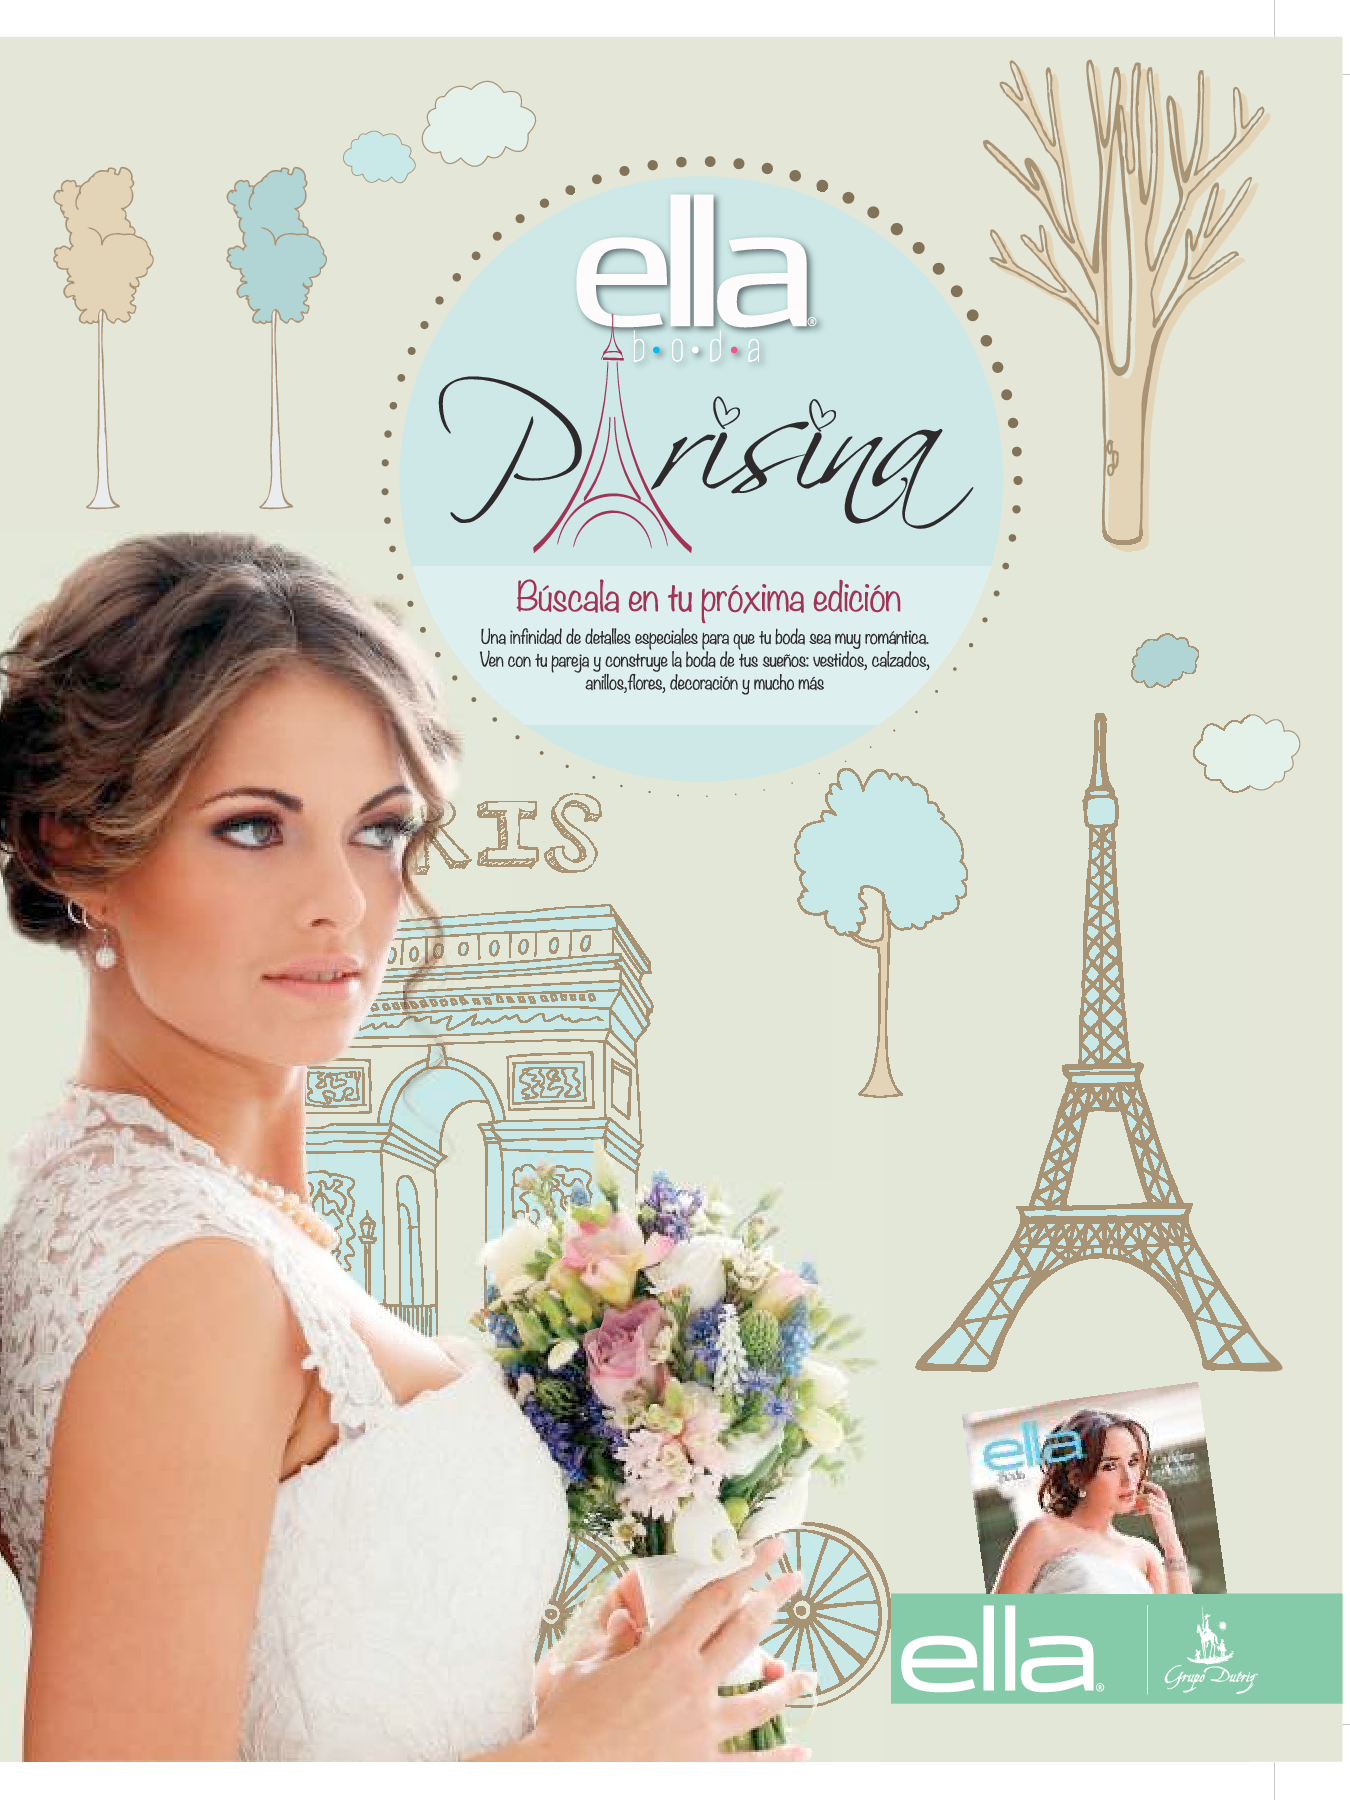 ella®
b•o•d•a
Parisina
Búscala en tu próxima edición
Una infinidad de detalles especiales para que tu boda sea muy romántica.
Ven con tu pareja y construye la boda de tus sueños: vestidos, calzados,
anillos,flores, decoración y mucho más
RIS
ella
boda
ella®
Grupo Dutriz